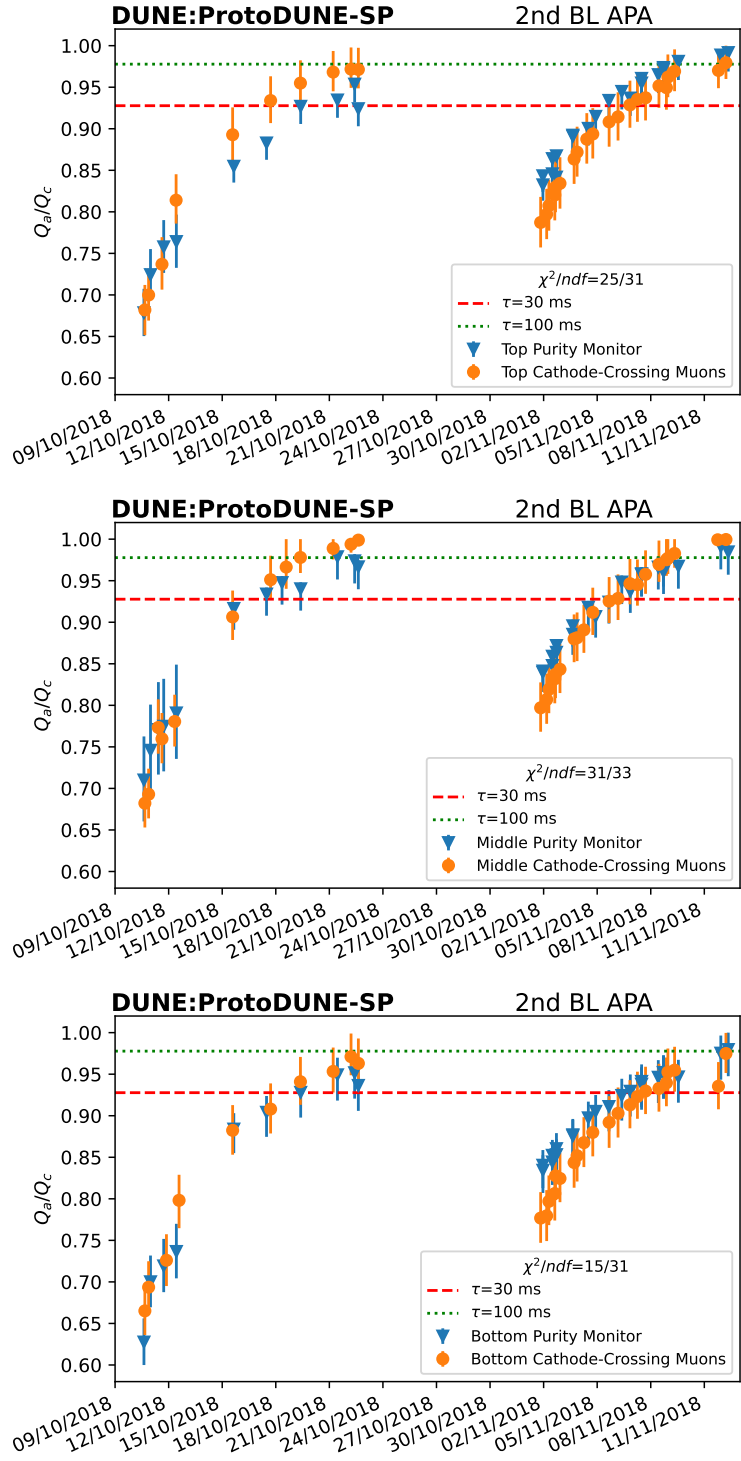 DUNE:ProtoDUNE-SP 2nd BL APA
1.00
0.95
0.90
0.85
0.80
0.75
0.70
0.65
0.60
Qa/Qc
χ²/ndf=25/31
τ=30 ms
τ=100 ms
Top Purity Monitor
Top Cathode-Crossing Muons
09/10/2018 12/10/2018 15/10/2018 18/10/2018 21/10/2018 24/10/2018 27/10/2018 30/10/2018 02/11/2018 05/11/2018 08/11/2018 11/11/2018
DUNE:ProtoDUNE-SP 2nd BL APA
1.00
0.95
0.90
0.85
0.80
0.75
0.70
0.65
0.60
Qa/Qc
χ²/ndf=31/33
τ=30 ms
τ=100 ms
Middle Purity Monitor
Middle Cathode-Crossing Muons
09/10/2018 12/10/2018 15/10/2018 18/10/2018 21/10/2018 24/10/2018 27/10/2018 30/10/2018 02/11/2018 05/11/2018 08/11/2018 11/11/2018
DUNE:ProtoDUNE-SP 2nd BL APA
1.00
0.95
0.90
0.85
0.80
0.75
0.70
0.65
0.60
Qa/Qc
χ²/ndf=15/31
τ=30 ms
τ=100 ms
Bottom Purity Monitor
Bottom Cathode-Crossing Muons
09/10/2018 12/10/2018 15/10/2018 18/10/2018 21/10/2018 24/10/2018 27/10/2018 30/10/2018 02/11/2018 05/11/2018 08/11/2018 11/11/2018